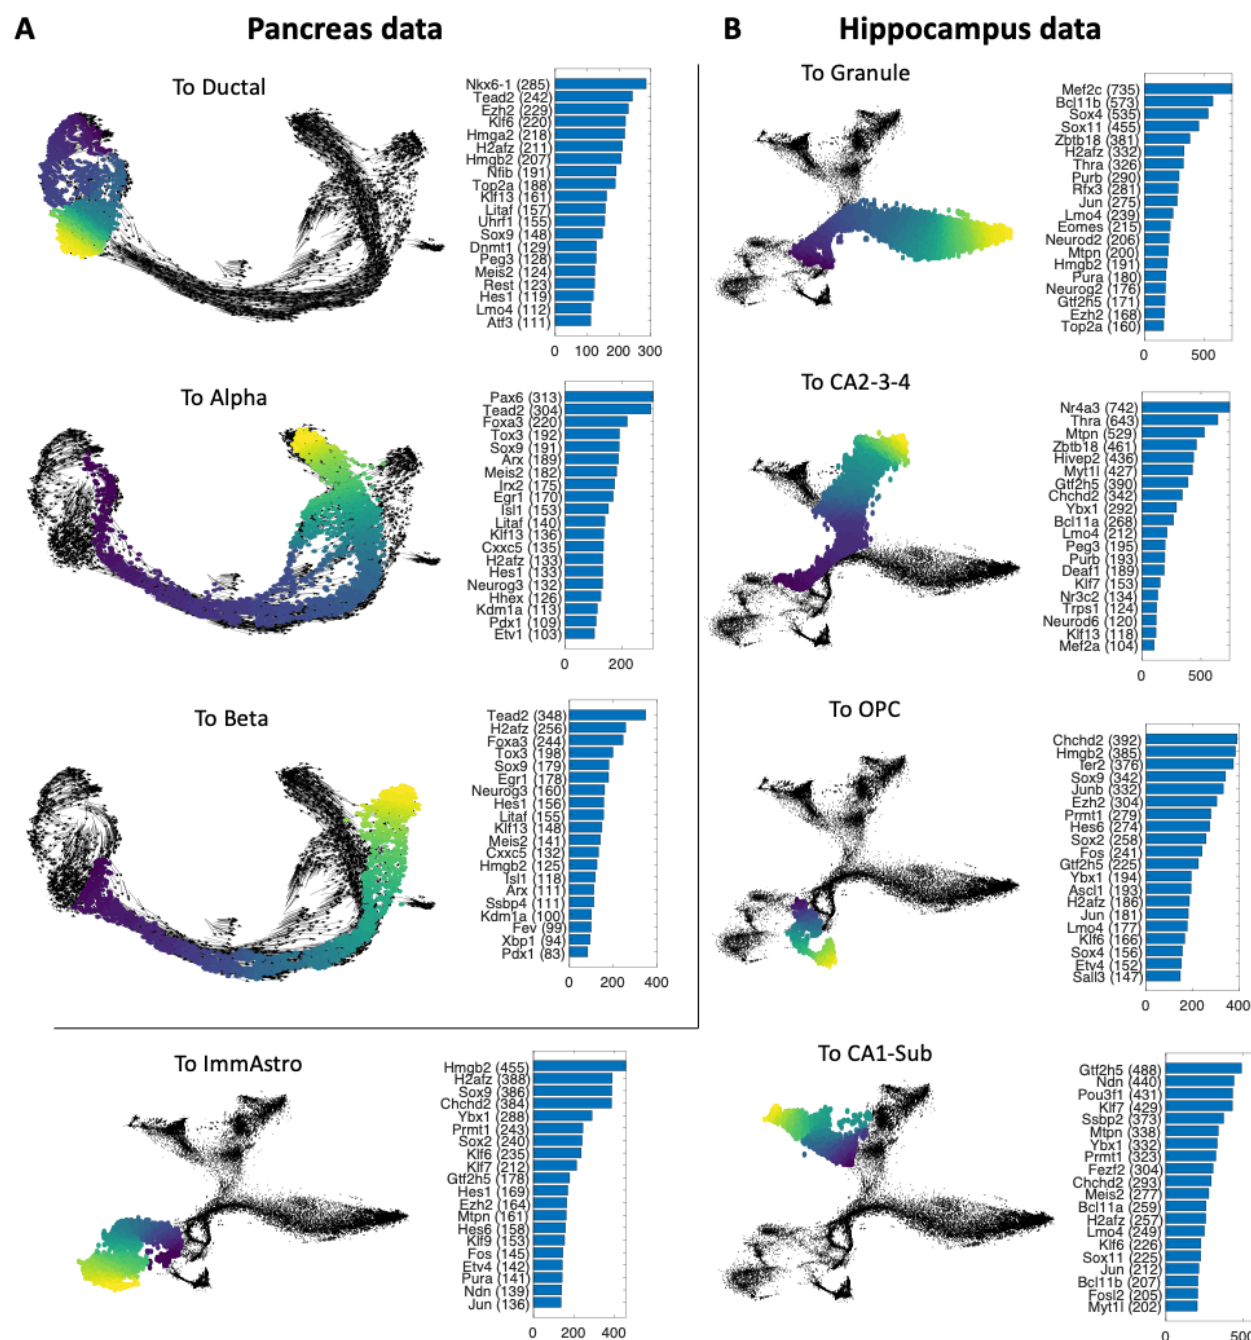 A Pancreas data
B Hippocampus data
To Ductal
Nkx6-1 (285)
Tead2 (242)
Ezh2 (229)
Klf6 (220)
Hmga2 (218)
H2afz (211)
Hmgb2 (207)
Nfib (191)
Top2a (188)
Klf13 (161)
Litaf (157)
Uhrf1 (155)
Sox9 (148)
Dnmt1 (129)
Peg3 (128)
Meis2 (124)
Rest (123)
Hes1 (119)
Lmo4 (112)
Atf3 (111)
0 100 200 300
To Granule
Mef2c (735)
Bcl11b (573)
Sox4 (535)
Sox11 (455)
Zbtb18 (381)
H2afz (332)
Thra (326)
Purb (290)
Rfx3 (281)
Jun (275)
Lmo4 (239)
Eomes (215)
Neurod2 (206)
Mtpn (200)
Hmgb2 (191)
Pura (180)
Neurog2 (176)
Gtf2h5 (171)
Ezh2 (168)
Top2a (160)
0 500
To Alpha
Pax6 (313)
Tead2 (304)
Foxa3 (220)
Tox3 (192)
Sox9 (191)
Arx (189)
Meis2 (182)
Irx2 (175)
Egr1 (170)
Isl1 (153)
Litaf (140)
Klf13 (136)
Cxxc5 (135)
H2afz (133)
Hes1 (133)
Neurog3 (132)
Hhex (126)
Kdm1a (113)
Pdx1 (109)
Etv1 (103)
0 200
To CA2-3-4
Nr4a3 (742)
Thra (643)
Mtpn (529)
Zbtb18 (461)
Hivep2 (436)
Myt1l (427)
Gtf2h5 (390)
Chchd2 (342)
Ybx1 (292)
Bcl11a (268)
Lmo4 (212)
Peg3 (195)
Purb (193)
Deaf1 (189)
Klf7 (153)
Nr3c2 (134)
Trps1 (124)
Neurod6 (120)
Klf13 (118)
Mef2a (104)
0 500
To Beta
Tead2 (348)
H2afz (256)
Foxa3 (244)
Tox3 (198)
Sox9 (179)
Egr1 (178)
Neurog3 (160)
Hes1 (156)
Litaf (155)
Klf13 (148)
Meis2 (141)
Cxxc5 (132)
Hmgb2 (125)
Isl1 (118)
Arx (111)
Ssbp4 (111)
Kdm1a (100)
Fev (99)
Xbp1 (94)
Pdx1 (83)
0 200 400
To OPC
Chchd2 (392)
Hmgb2 (385)
Ter2 (376)
Sox9 (342)
Junb (332)
Ezh2 (304)
Prmt1 (279)
Hes6 (274)
Sox2 (258)
Fos (241)
Gtf2h5 (225)
Ybx1 (194)
Ascl1 (193)
H2afz (186)
Jun (181)
Lmo4 (177)
Klf6 (166)
Sox4 (156)
Etv4 (152)
Sall3 (147)
0 200 400
To ImmAstro
Hmgb2 (455)
H2afz (388)
Sox9 (386)
Chchd2 (384)
Ybx1 (288)
Prmt1 (243)
Sox2 (240)
Klf6 (235)
Klf7 (212)
Gtf2h5 (178)
Hes1 (169)
Ezh2 (164)
Mtpn (161)
Hes6 (158)
Klf9 (153)
Fos (145)
Etv4 (142)
Pura (141)
Ndn (139)
Jun (136)
0 200 400
To CA1-Sub
Gtf2h5 (488)
Ndn (440)
Pou3f1 (431)
Klf7 (429)
Ssbp2 (373)
Mtpn (338)
Ybx1 (332)
Prmt1 (323)
Fezf2 (304)
Chchd2 (293)
Meis2 (277)
Bcl11a (259)
H2afz (257)
Lmo4 (249)
Klf6 (226)
Sox11 (225)
Jun (212)
Bcl11b (207)
Fosl2 (205)
Myt1l (202)
0 500